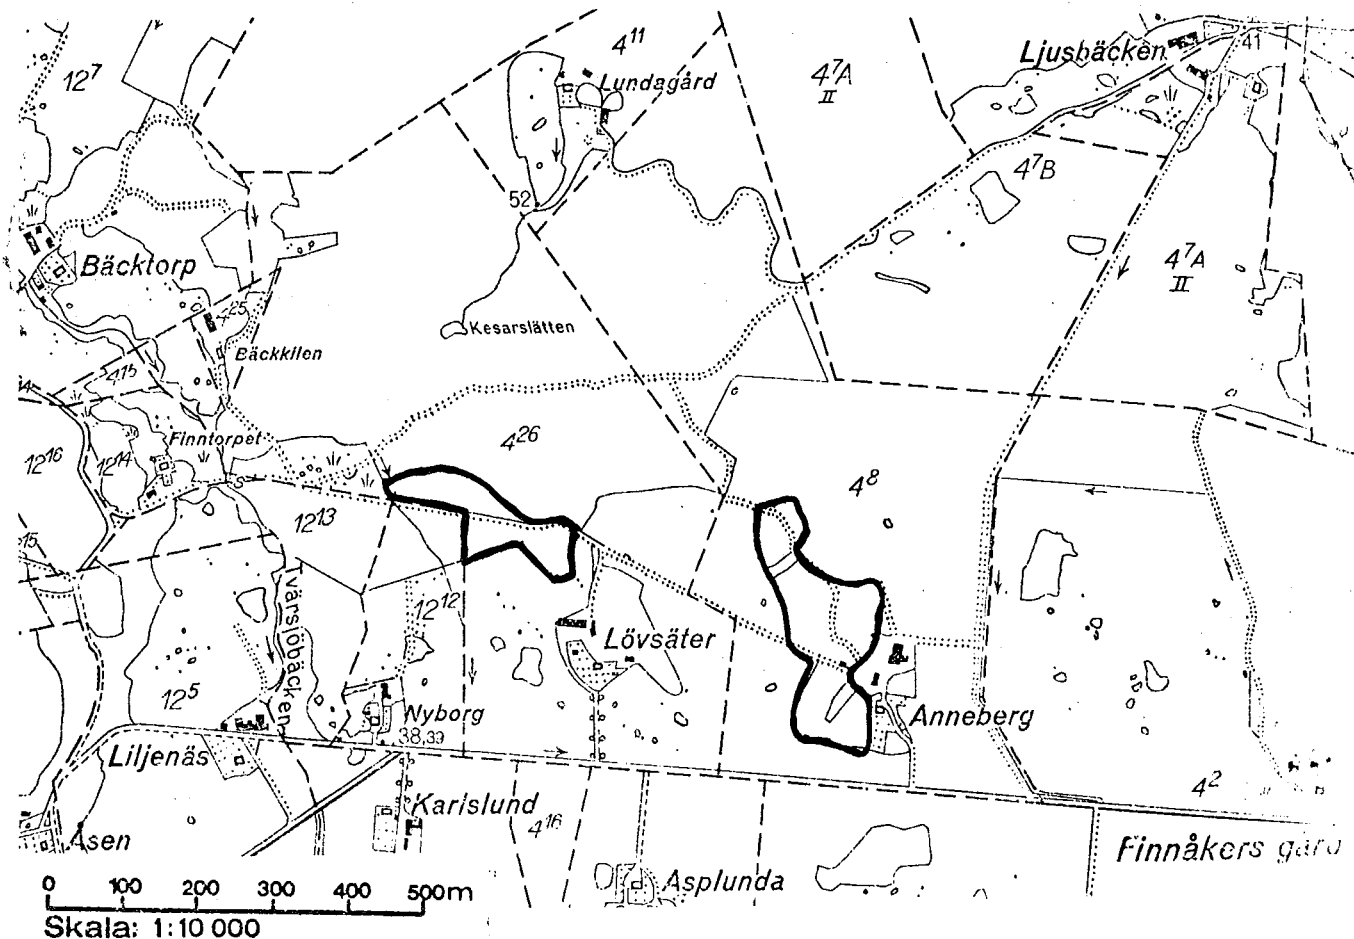 4¹¹
Ljusbäcken
41
12⁷
Lundagård
4⁷A
II
4⁷B
52
Bäcktorp
4⁷A
II
4²⁵
Kesarslätten
Bäckkilen
4¹⁵
Finntorpet
4²⁶
12¹⁶
12¹⁴
4⁸
12¹³
15
Tvärsjöbäcken
12¹²
Lövsäter
12⁵
Nyborg
38,39
Anneberg
Liljenäs
4²
Karlslund
4¹⁶
Åsen
Finnåkers gård
Asplunda
0 100 200 300 400 500m
Skala: 1:10 000